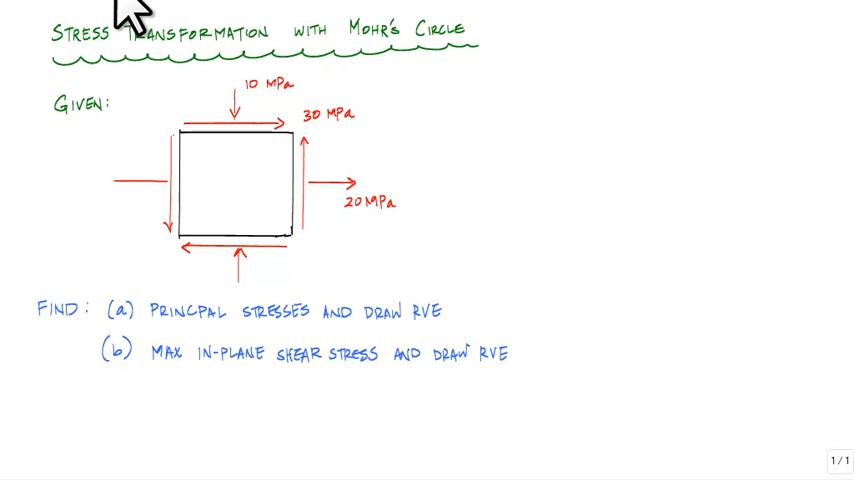 STRESS TRANSFORMATION WITH MOHR'S CIRCLE
10 MPa
GIVEN:
30 MPa
20 MPa
FIND: (a) PRINCPAL STRESSES AND DRAW RVE
(b) MAX IN-PLANE SHEAR STRESS AND DRAW RVE
1 / 1